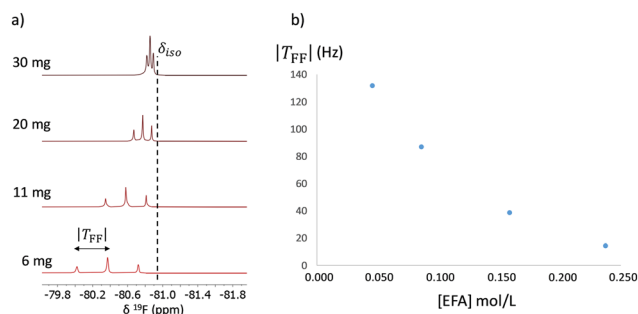 a)
δiso
30 mg
20 mg
11 mg
|TFF|
6 mg
-79.8 -80.2 -80.6 -81.0 -81.4 -81.8
δ ¹⁹F (ppm)
b)
|TFF| (Hz)
140
120
100
80
60
40
20
0
0.000 0.050 0.100 0.150 0.200 0.250
[EFA] mol/L